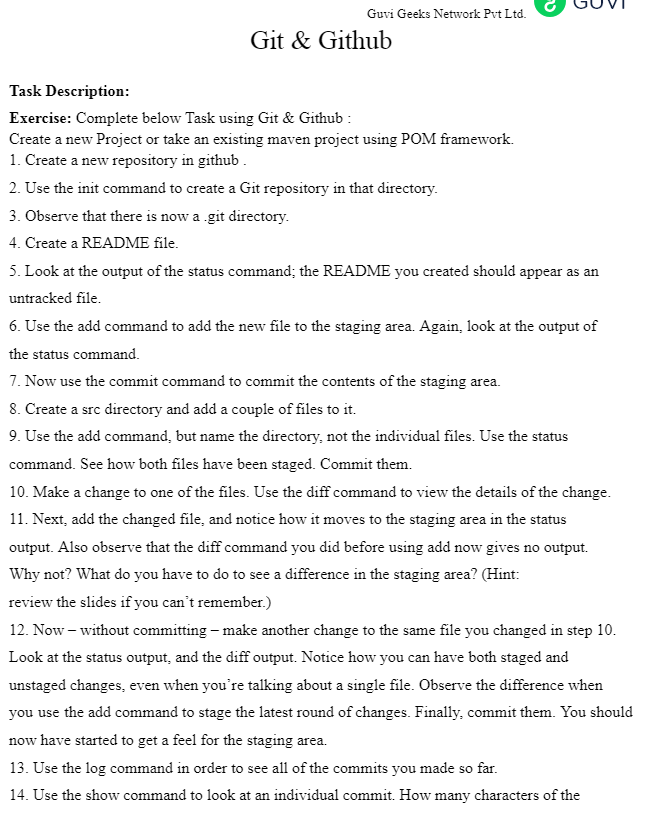 Guvi Geeks Network Pvt Ltd.
GUVI
Git & Github
Task Description:
Exercise: Complete below Task using Git & Github :
Create a new Project or take an existing maven project using POM framework.
1. Create a new repository in github .
2. Use the init command to create a Git repository in that directory.
3. Observe that there is now a .git directory.
4. Create a README file.
5. Look at the output of the status command; the README you created should appear as an
untracked file.
6. Use the add command to add the new file to the staging area. Again, look at the output of
the status command.
7. Now use the commit command to commit the contents of the staging area.
8. Create a src directory and add a couple of files to it.
9. Use the add command, but name the directory, not the individual files. Use the status
command. See how both files have been staged. Commit them.
10. Make a change to one of the files. Use the diff command to view the details of the change.
11. Next, add the changed file, and notice how it moves to the staging area in the status
output. Also observe that the diff command you did before using add now gives no output.
Why not? What do you have to do to see a difference in the staging area? (Hint:
review the slides if you can’t remember.)
12. Now – without committing – make another change to the same file you changed in step 10.
Look at the status output, and the diff output. Notice how you can have both staged and
unstaged changes, even when you’re talking about a single file. Observe the difference when
you use the add command to stage the latest round of changes. Finally, commit them. You should
now have started to get a feel for the staging area.
13. Use the log command in order to see all of the commits you made so far.
14. Use the show command to look at an individual commit. How many characters of the